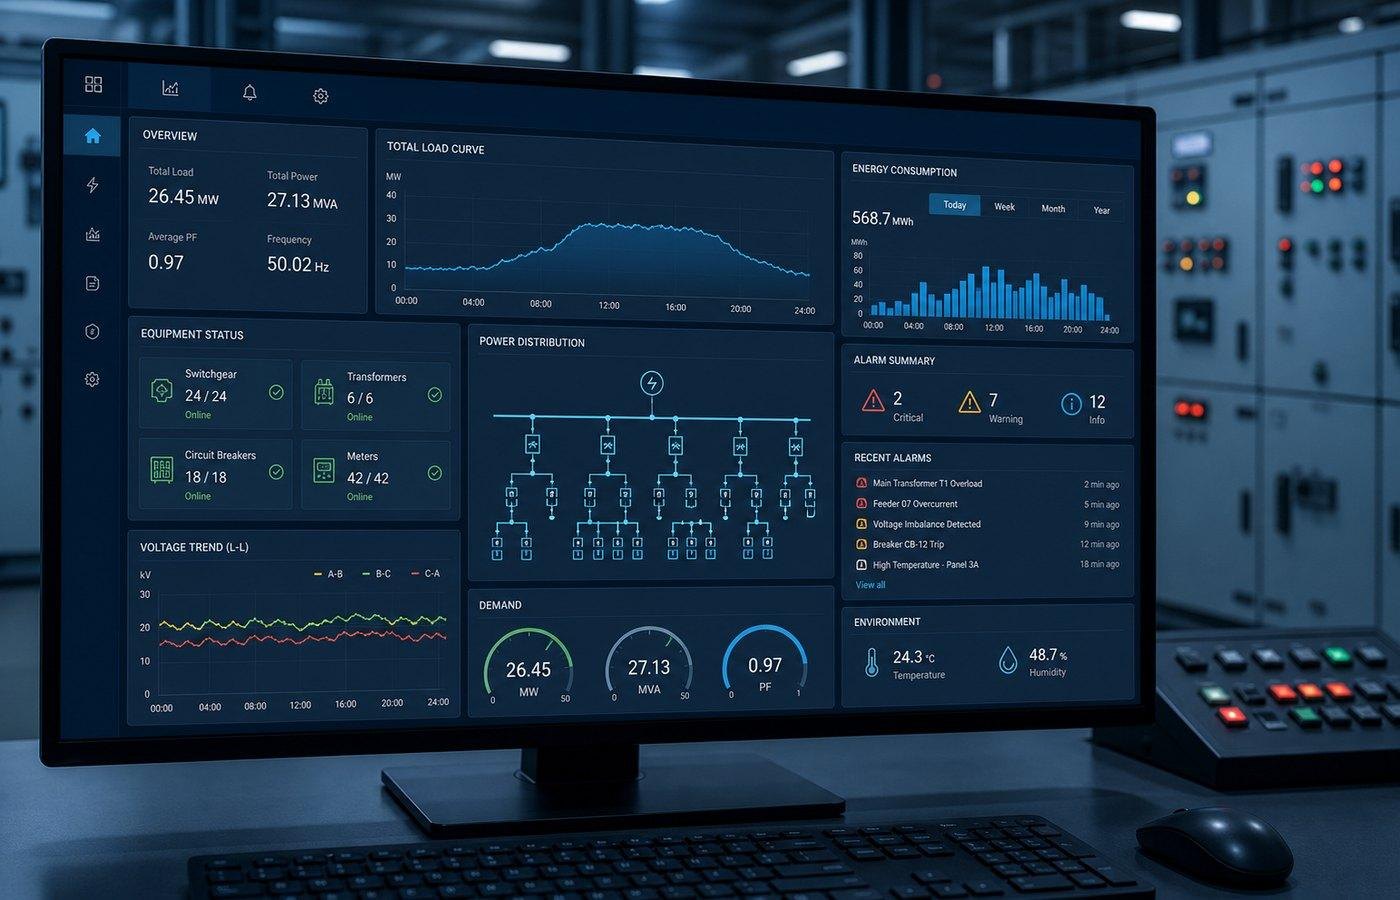 OVERVIEW
Total Load
26.45 MW
Total Power
27.13 MVA
Average PF
0.97
Frequency
50.02 Hz
TOTAL LOAD CURVE
MW
40
30
20
10
0
00:00 04:00 08:00 12:00 16:00 20:00 24:00
ENERGY CONSUMPTION
568.7 MWh
Today Week Month Year
MWh
80
60
40
20
0
00:00 04:00 08:00 12:00 16:00 20:00 24:00
EQUIPMENT STATUS
Switchgear
24 / 24
Online
Transformers
6 / 6
Online
Circuit Breakers
18 / 18
Online
Meters
42 / 42
Online
POWER DISTRIBUTION
ALARM SUMMARY
2
Critical
7
Warning
12
Info
RECENT ALARMS
Main Transformer T1 Overload 2 min ago
Feeder 07 Overcurrent 5 min ago
Voltage Imbalance Detected 9 min ago
Breaker CB-12 Trip 12 min ago
High Temperature - Panel 3A 18 min ago
View all
VOLTAGE TREND (L-L)
kV
A-B B-C C-A
30
20
10
0
00:00 04:00 08:00 12:00 16:00 20:00 24:00
DEMAND
26.45
MW
0 50
27.13
MVA
0 50
0.97
PF
0 1
ENVIRONMENT
24.3 °C
Temperature
48.7 %
Humidity